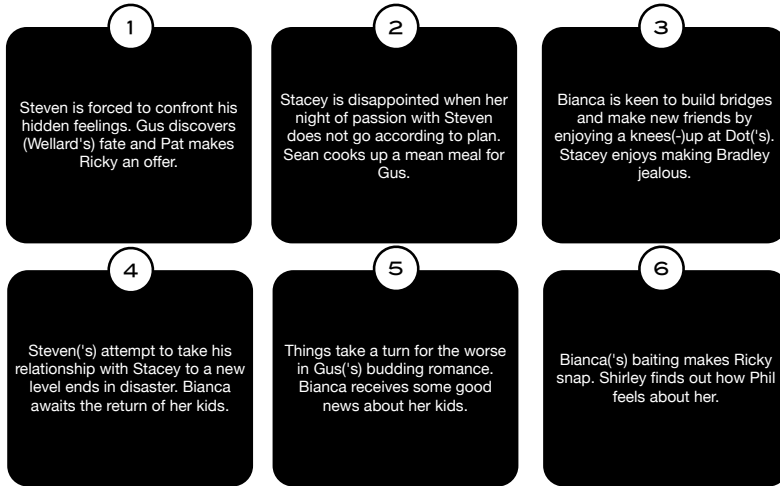 1
Steven is forced to confront his
hidden feelings. Gus discovers
(Wellard's) fate and Pat makes
Ricky an offer.
2
Stacey is disappointed when her
night of passion with Steven
does not go according to plan.
Sean cooks up a mean meal for
Gus.
3
Bianca is keen to build bridges
and make new friends by
enjoying a knees(-)up at Dot('s).
Stacey enjoys making Bradley
jealous.
4
Steven('s) attempt to take his
relationship with Stacey to a new
level ends in disaster. Bianca
awaits the return of her kids.
5
Things take a turn for the worse
in Gus('s) budding romance.
Bianca receives some good
news about her kids.
6
Bianca('s) baiting makes Ricky
snap. Shirley finds out how Phil
feels about her.